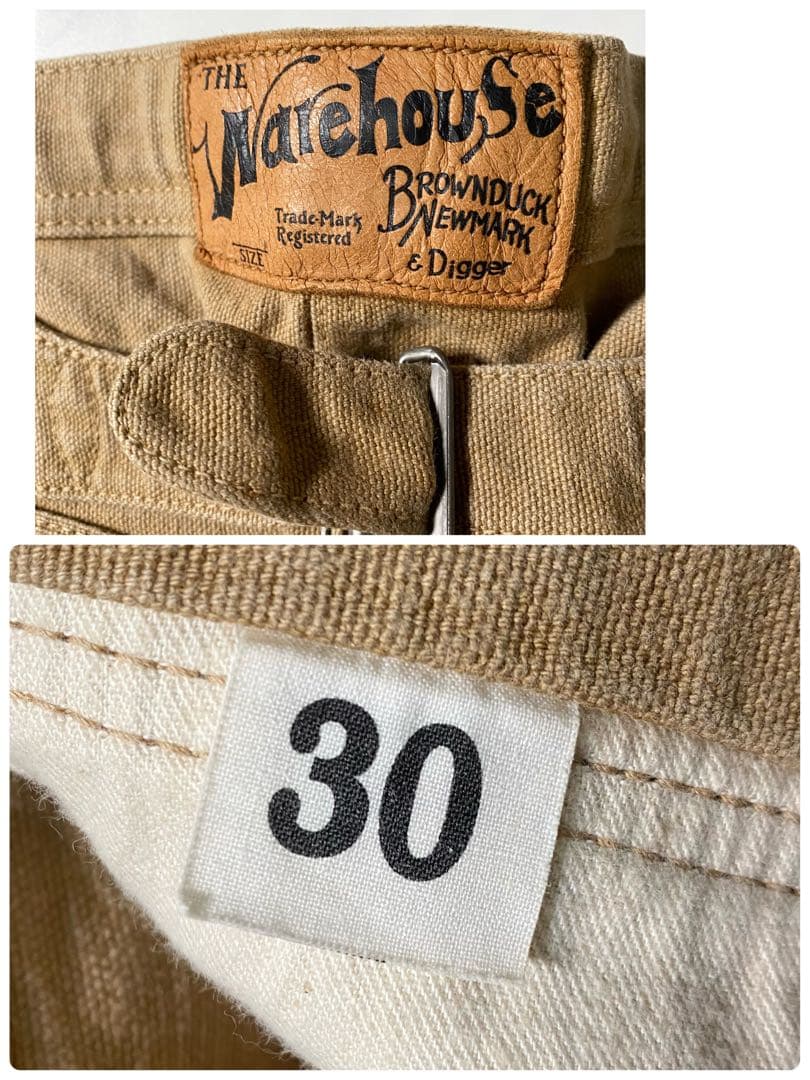 THE
Warehouse
BROWNDUCK
NEWMARK
& Digger
Trade-Mark
Registered
SIZE
30